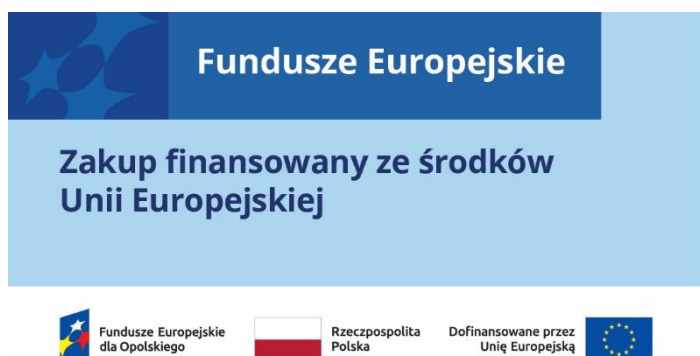 Fundusze Europejskie
Zakup finansowany ze środków
Unii Europejskiej
Fundusze Europejskie
dla Opolskiego
Rzeczpospolita
Polska
Dofinansowane przez
Unię Europejską